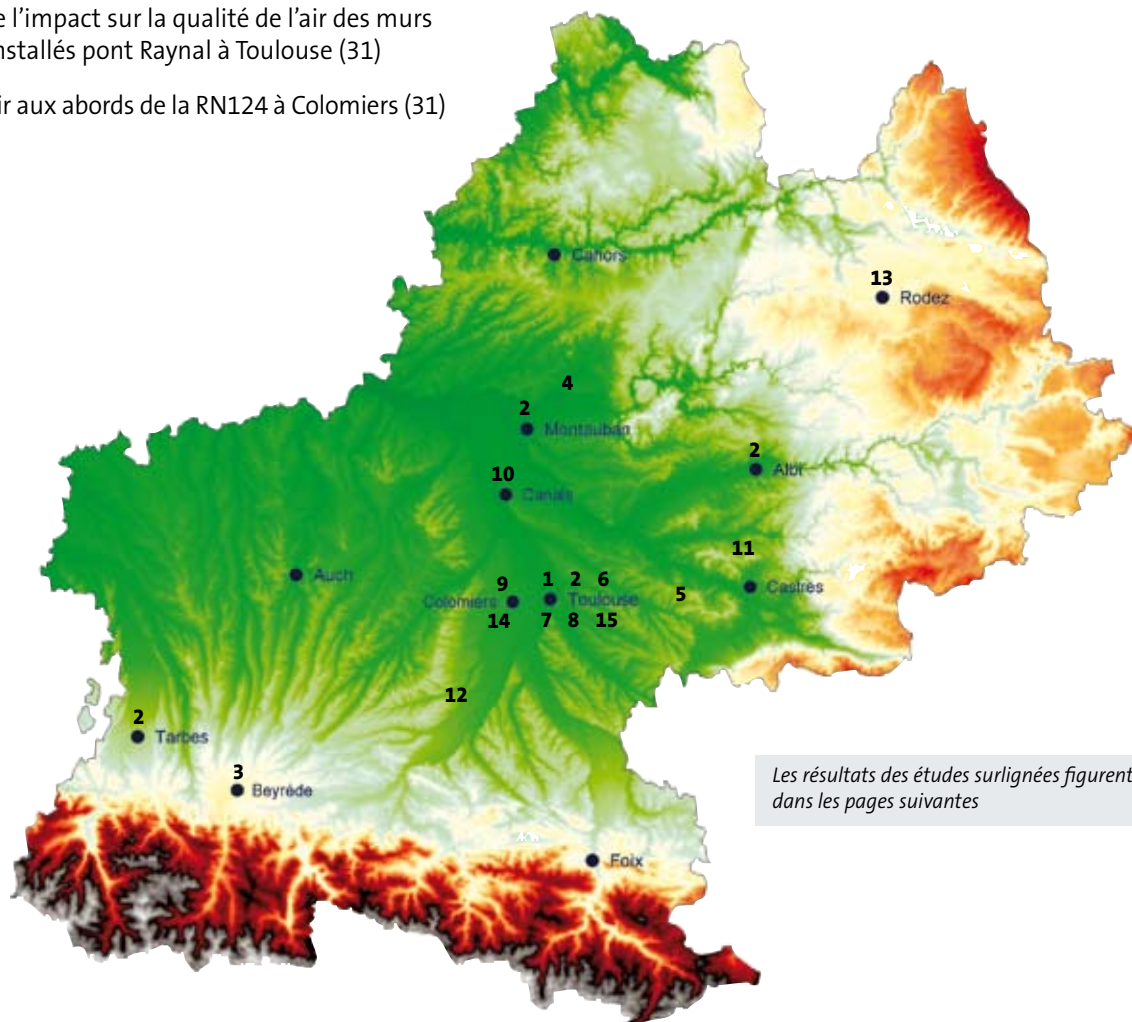 e l’impact sur la qualité de l’air des murs
nstallés pont Raynal à Toulouse (31)
ir aux abords de la RN124 à Colomiers (31)
Cahors
13
Rodez
4
2
Montauban
2
Albi
10
Canals
11
Auch
9
1 2 6
5
Castres
Colomiers
Toulouse
14
7 8 15
12
2
Tarbes
3
Beyrède
Les résultats des études surlignées figurent
dans les pages suivantes
Foix